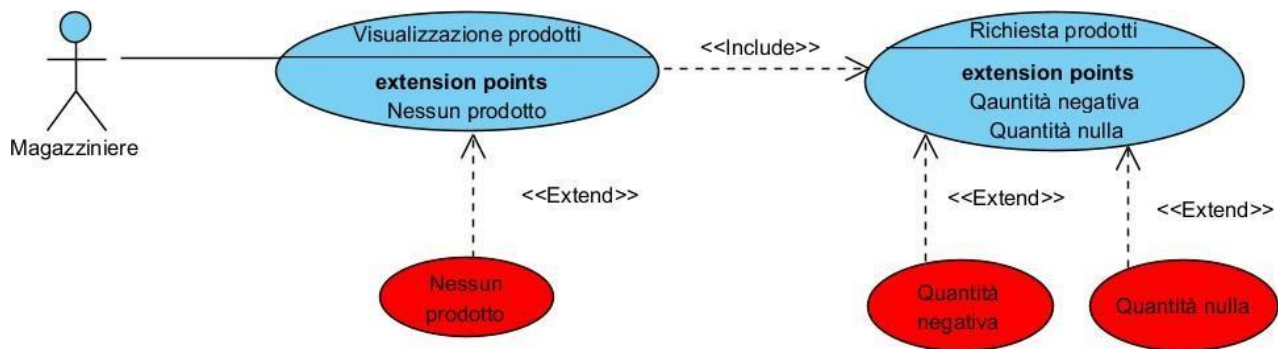 Magazziniere
Visualizzazione prodotti
extension points
Nessun prodotto
<<Include>>
Richiesta prodotti
extension points
Qauntità negativa
Quantità nulla
<<Extend>>
<<Extend>>
<<Extend>>
Nessun
prodotto
Quantità
negativa
Quantità nulla